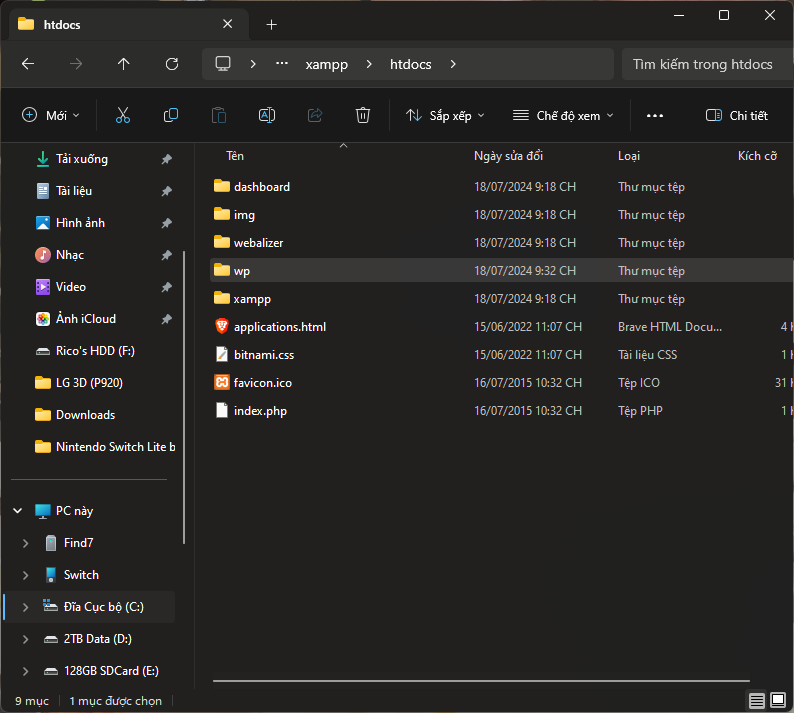 htdocs
xampp htdocs Tìm kiếm trong htdocs
Mới Sắp xếp Chế độ xem Chi tiết
Tên Ngày sửa đổi Loại Kích cỡ
Tải xuống
Tài liệu
Hình ảnh
Nhạc
Video
Ảnh iCloud
Rico's HDD (F:)
LG 3D (P920)
Downloads
Nintendo Switch Lite b
PC này
Find7
Switch
Đĩa Cục bộ (C:)
2TB Data (D:)
128GB SDCard (E:)
dashboard 18/07/2024 9:18 CH Thư mục tệp
img 18/07/2024 9:18 CH Thư mục tệp
webalizer 18/07/2024 9:18 CH Thư mục tệp
wp 18/07/2024 9:32 CH Thư mục tệp
xampp 18/07/2024 9:18 CH Thư mục tệp
applications.html 15/06/2022 11:07 CH Brave HTML Docu... 4
bitnami.css 15/06/2022 11:07 CH Tài liệu CSS 1
favicon.ico 16/07/2015 10:32 CH Tệp ICO 31
index.php 16/07/2015 10:32 CH Tệp PHP 1
9 mục 1 mục được chọn